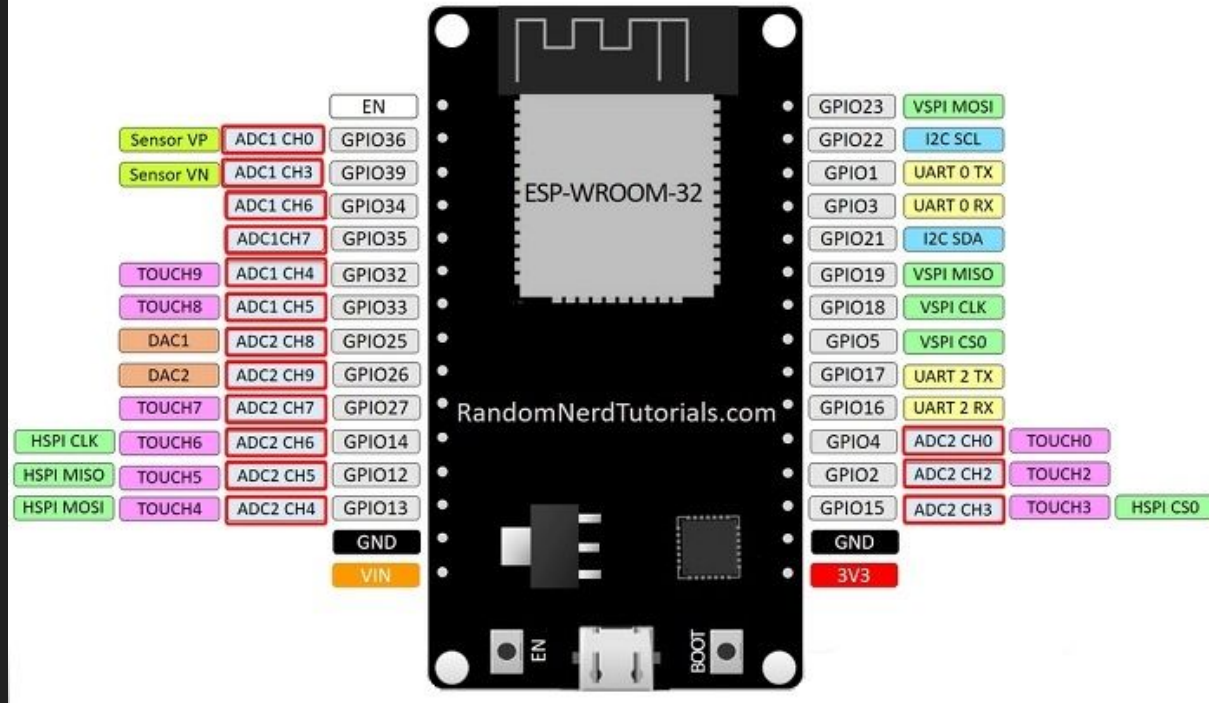 EN GPIO23 VSPI MOSI
Sensor VP ADC1 CH0 GPIO36 GPIO22 I2C SCL
Sensor VN ADC1 CH3 GPIO39 GPIO1 UART 0 TX
ADC1 CH6 GPIO34 ESP-WROOM-32 GPIO3 UART 0 RX
ADC1CH7 GPIO35 GPIO21 I2C SDA
TOUCH9 ADC1 CH4 GPIO32 GPIO19 VSPI MISO
TOUCH8 ADC1 CH5 GPIO33 GPIO18 VSPI CLK
DAC1 ADC2 CH8 GPIO25 GPIO5 VSPI CS0
DAC2 ADC2 CH9 GPIO26 GPIO17 UART 2 TX
TOUCH7 ADC2 CH7 GPIO27 RandomNerdTutorials.com GPIO16 UART 2 RX
HSPI CLK TOUCH6 ADC2 CH6 GPIO14 GPIO4 ADC2 CH0 TOUCH0
HSPI MISO TOUCH5 ADC2 CH5 GPIO12 GPIO2 ADC2 CH2 TOUCH2
HSPI MOSI TOUCH4 ADC2 CH4 GPIO13 GPIO15 ADC2 CH3 TOUCH3 HSPI CS0
GND GND
VIN 3V3
EN BOOT